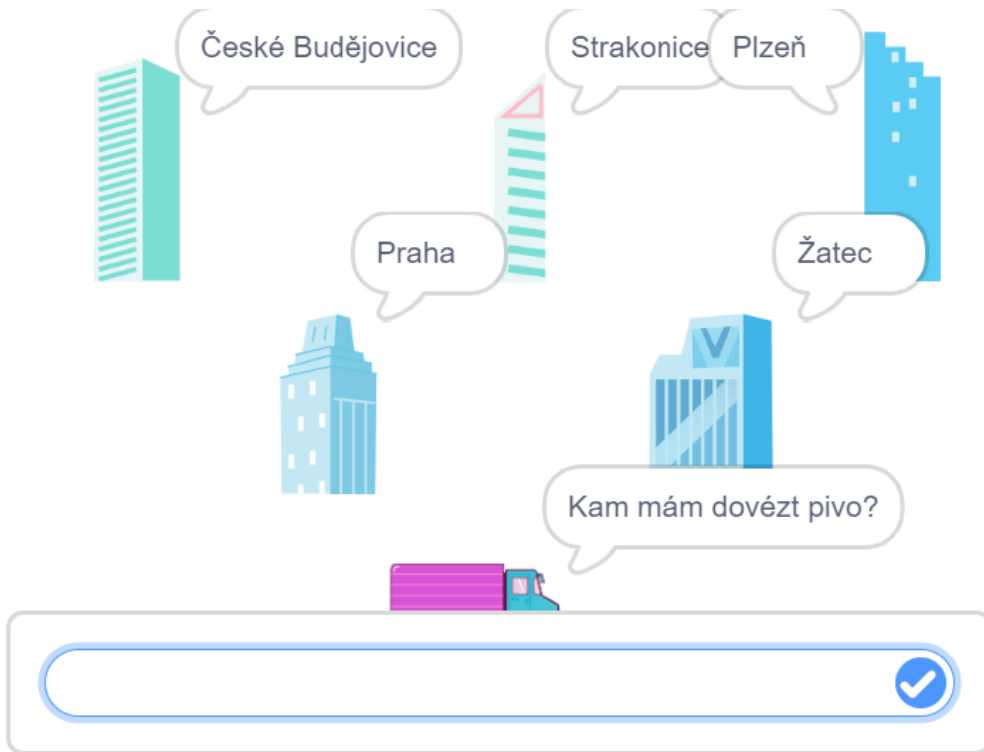 České Budějovice
Strakonice
Plzeň
Praha
Žatec
Kam mám dovézt pivo?